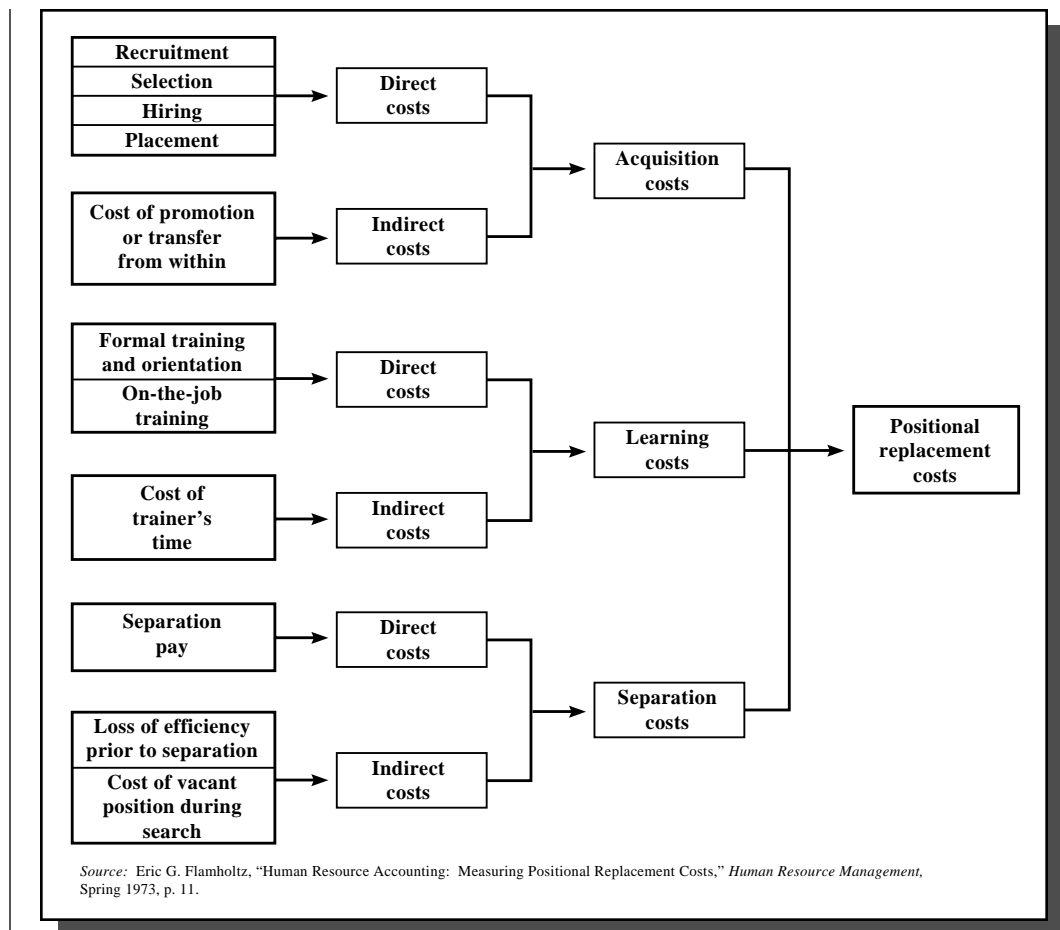 Recruitment
Selection
Hiring
Placement
Direct
costs
Acquisition
costs
Cost of promotion
or transfer
from within
Indirect
costs
Formal training
and orientation
On-the-job
training
Direct
costs
Learning
costs
Positional
replacement
costs
Cost of
trainer's
time
Indirect
costs
Separation
pay
Direct
costs
Separation
costs
Loss of efficiency
prior to separation
Cost of vacant
position during
search
Indirect
costs
Source: Eric G. Flamholtz, “Human Resource Accounting: Measuring Positional Replacement Costs,” Human Resource Management,
Spring 1973, p. 11.